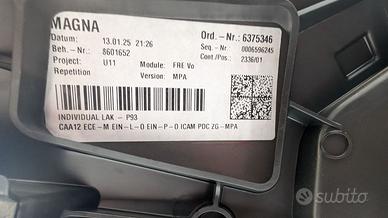 MAGNA
Datum: 13.01.25 21:26 Ord.-Nr.: 6375346
Beh.-Nr.: 8601652 Seq.-Nr: 0006596245
Project: U11 Module: FRE Vo Cont/Pos: 2336/01
Repetition Version: MPA
INDIVIDUAL LAK - P93
CAA12 ECE-M EIN-L-O EIN-P-O ICAM PDC ZG-MPA
subito